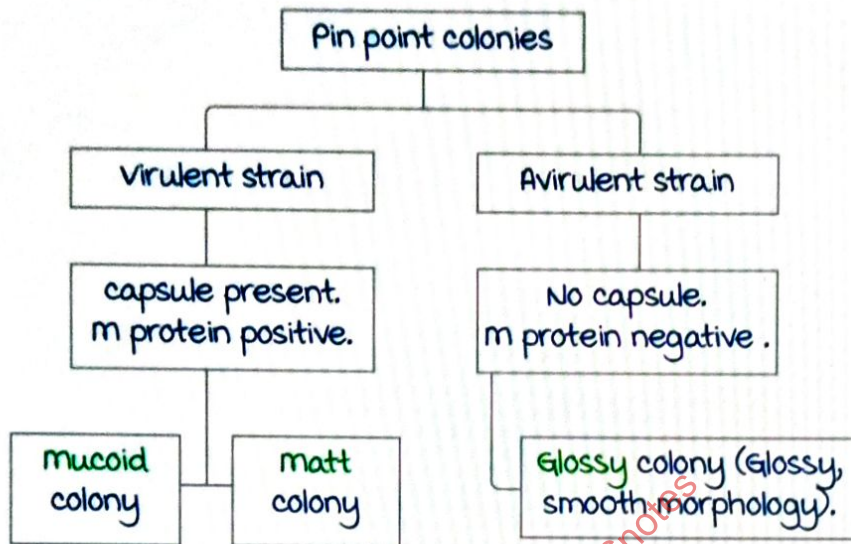 Pin point colonies
Virulent strain
Avirulent strain
capsule present.
m protein positive.
No capsule.
m protein negative.
mucoid
colony
matt
colony
Glossy colony (Glossy,
smooth morphology).